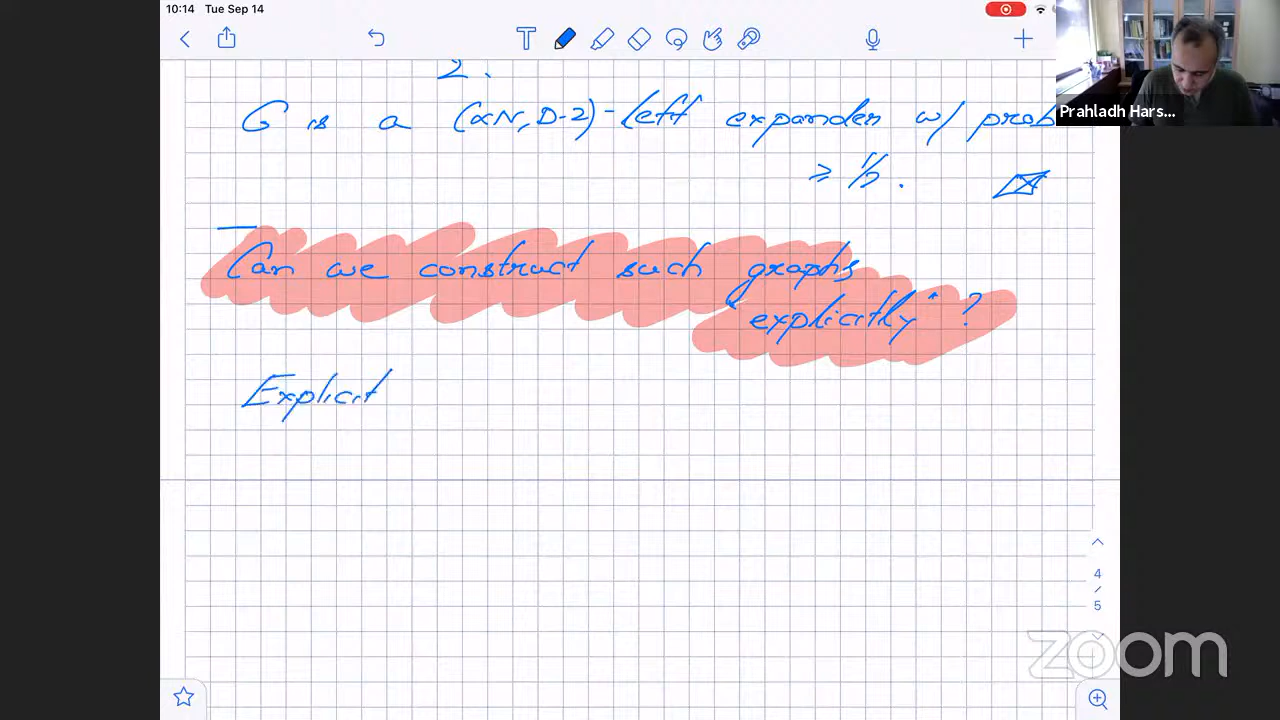 10:14 Tue Sep 14
2.
G is a (αN, D-2)-left expander w/ prob
≥ 1/2.
Can we construct such graphs
explicitly* ?
Explicit
Prahladh Hars...
4
/
5
zoom